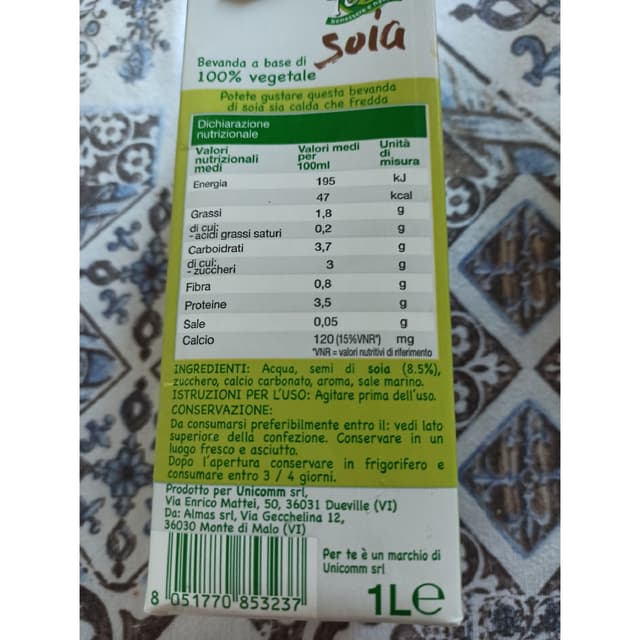 soia
Bevanda a base di
100% vegetale
Potete gustare questa bevanda
di soia sia calda che fredda
Dichiarazione
nutrizionale
Valori nutrizionali medi Valori medi per 100ml Unità di misura
Energia 195 kJ
47 kcal
Grassi 1,8 g
di cui:
- acidi grassi saturi 0,2 g
Carboidrati 3,7 g
di cui:
- zuccheri 3 g
Fibra 0,8 g
Proteine 3,5 g
Sale 0,05 g
Calcio 120 (15%VNR*) mg
*VNR = valori nutritivi di riferimento
INGREDIENTI: Acqua, semi di soia (8.5%),
zucchero, calcio carbonato, aroma, sale marino.
ISTRUZIONI PER L'USO: Agitare prima dell'uso.
CONSERVAZIONE:
Da consumarsi preferibilmente entro il: vedi lato
superiore della confezione. Conservare in un
luogo fresco e asciutto.
Dopo l'apertura conservare in frigorifero e
consumare entro 3 / 4 giorni.
Prodotto per Unicomm srl,
Via Enrico Mattei, 50, 36031 Dueville (VI)
Da: Almas srl, Via Gecchelina 12,
36030 Monte di Malo (VI)
Per te è un marchio di
Unicomm srl
8 051770 853237
1L℮